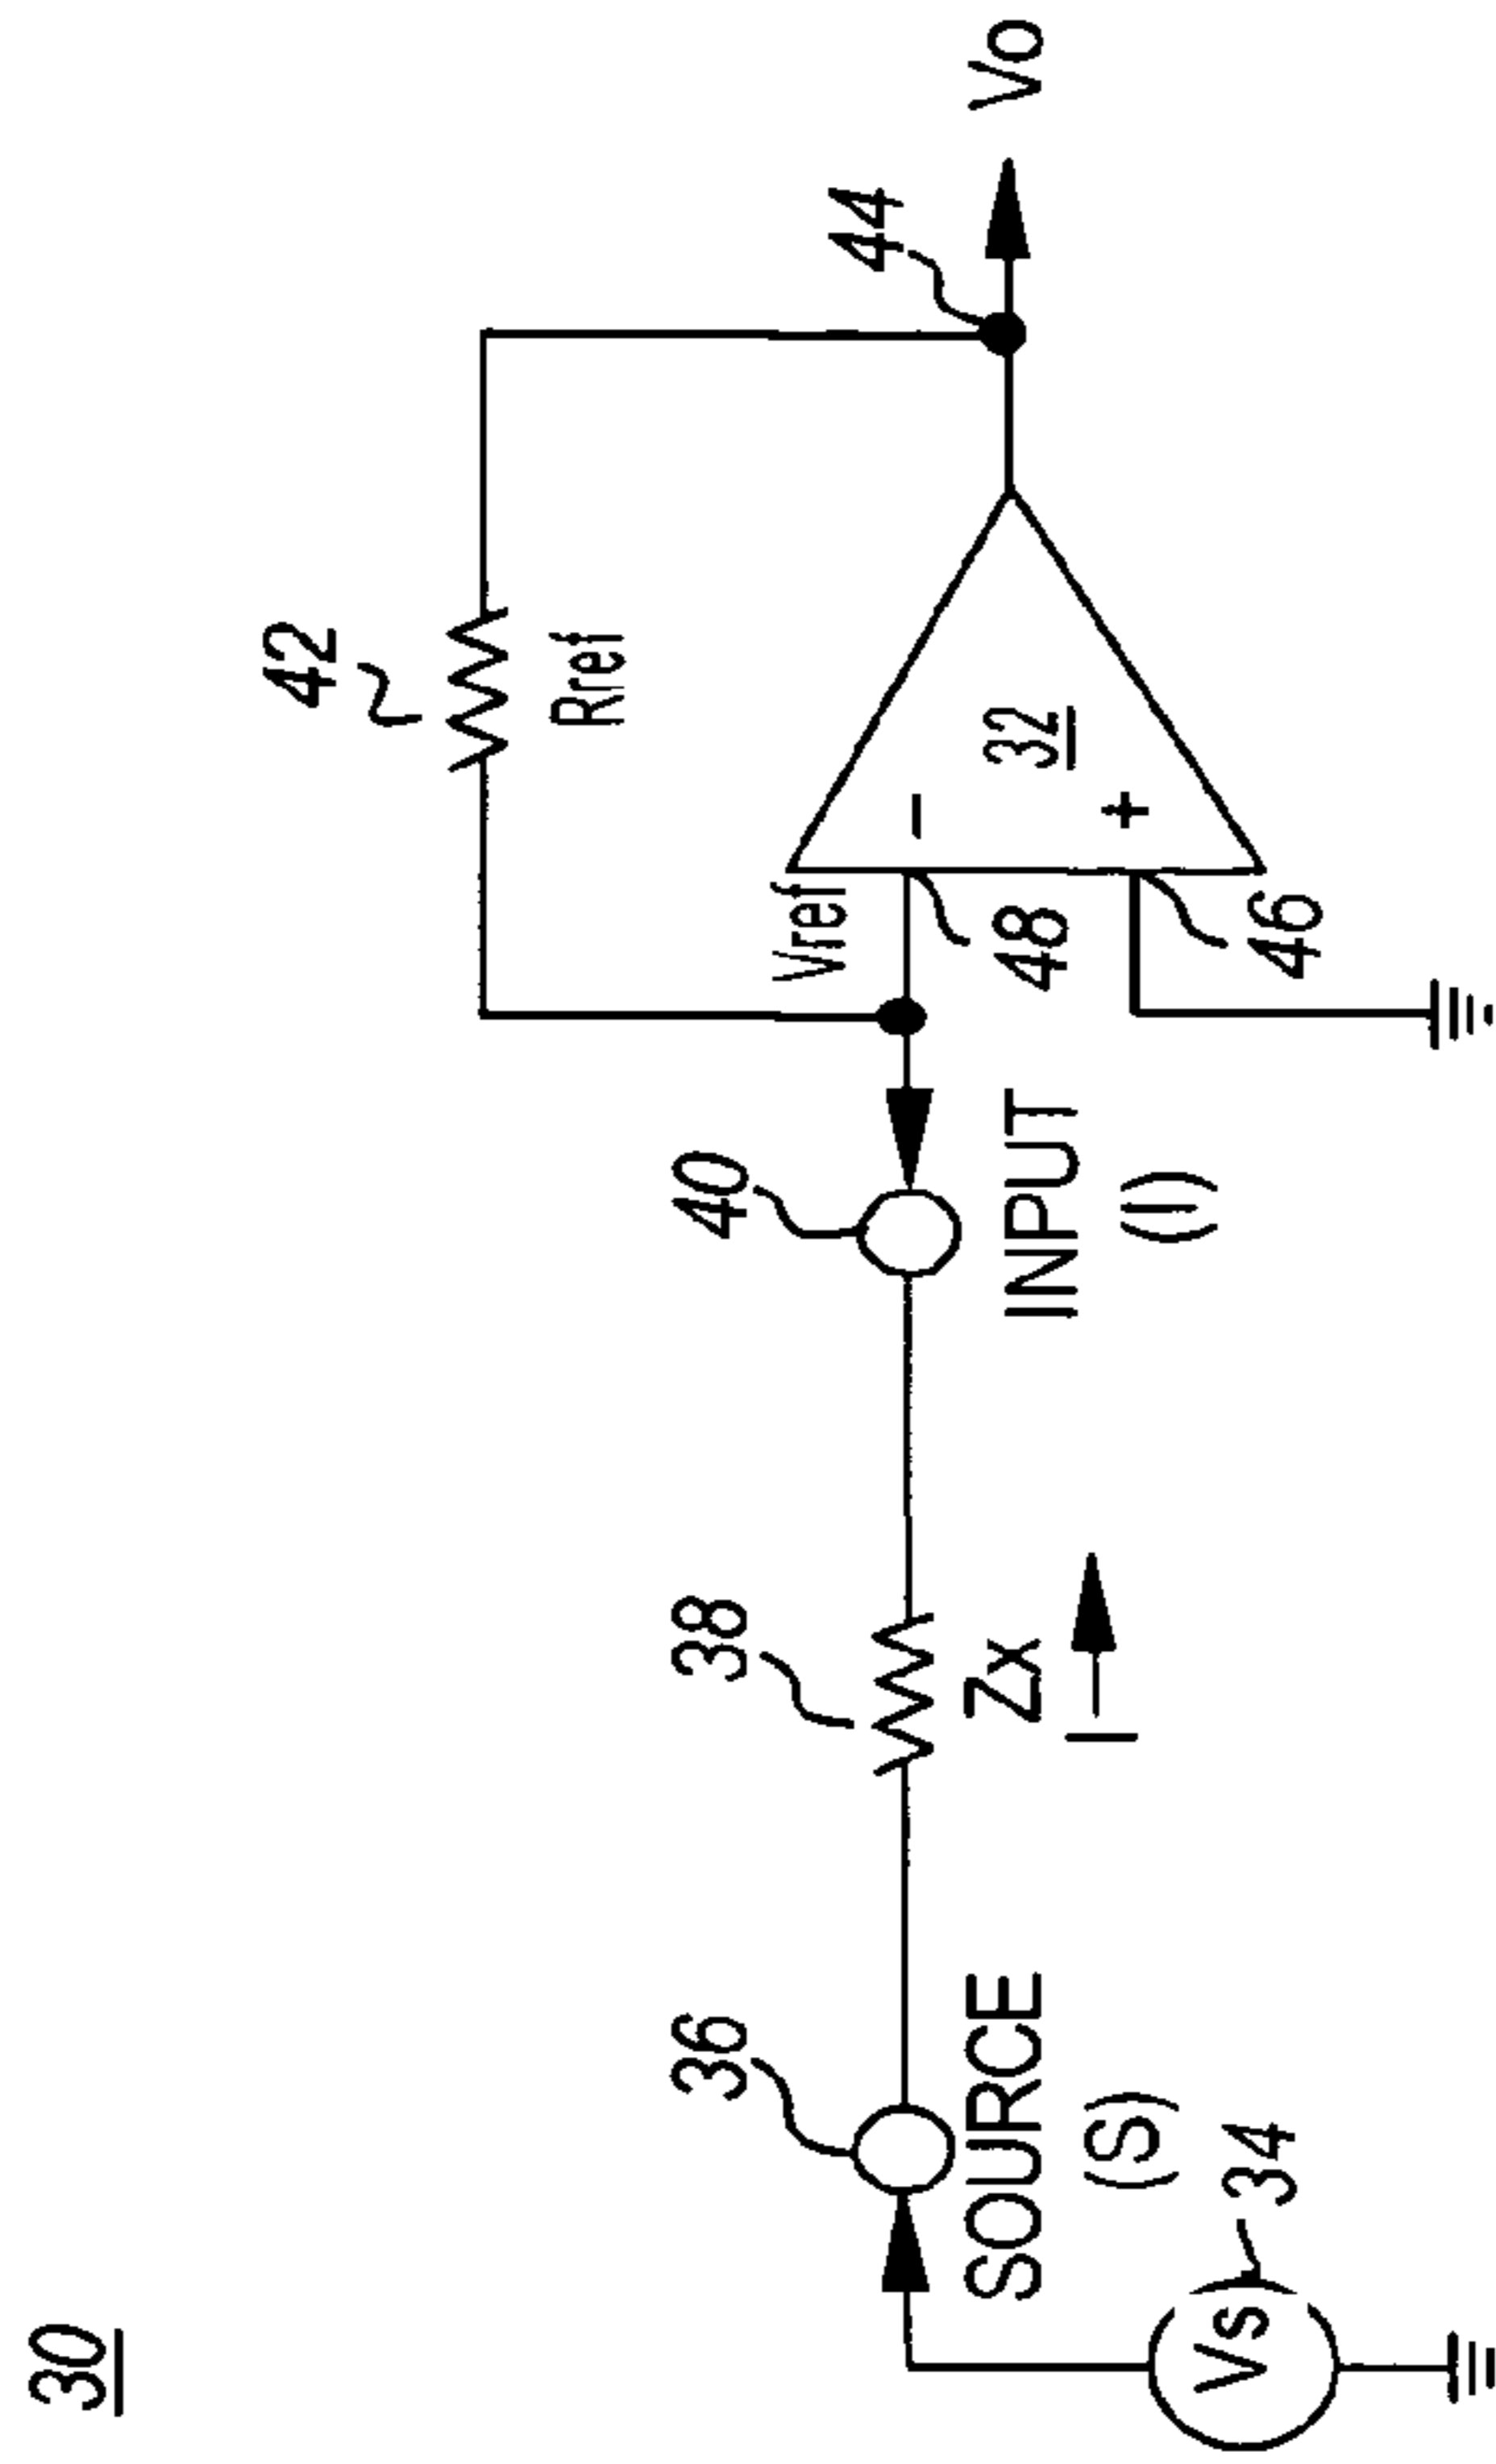 30
42
Rref
44
Vo
36
38
40
Vref
-
32
+
48
46
SOURCE
(S)
Zx
I
INPUT
(I)
34
Vs